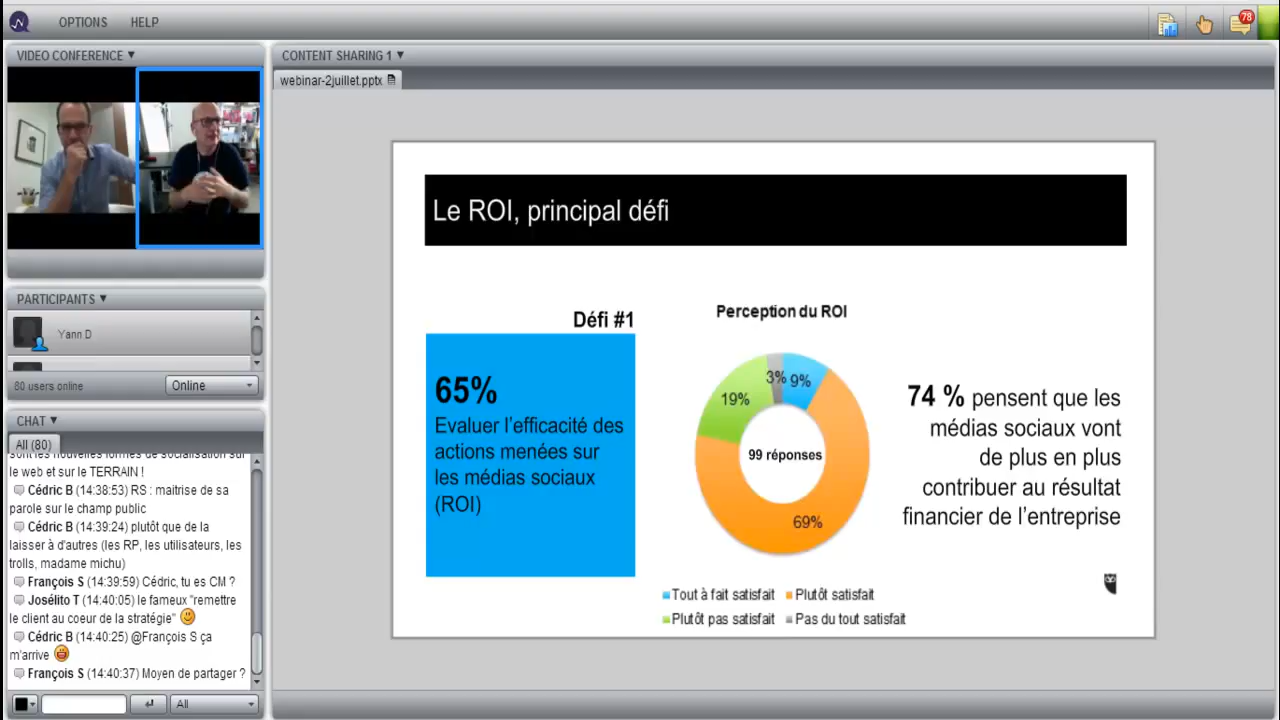 OPTIONS HELP
78
VIDEO CONFERENCE
CONTENT SHARING 1
webinar-2juillet.pptx
PARTICIPANTS
Yann D
80 users online
Online
CHAT
All (80)
sont les nouvelles formes de socialisation sur
le web et sur le TERRAIN !
Cédric B (14:38:53) RS : maitrise de sa
parole sur le champ public
Cédric B (14:39:24) plutôt que de la
laisser à d'autres (les RP, les utilisateurs, les
trolls, madame michu)
François S (14:39:59) Cédric, tu es CM ?
Josélito T (14:40:05) le fameux "remettre
le client au coeur de la stratégie"
Cédric B (14:40:25) @François S ça
m'arrive
François S (14:40:37) Moyen de partager ?
All
Le ROI, principal défi
Défi #1
65%
Evaluer l'efficacité des
actions menées sur
les médias sociaux
(ROI)
Perception du ROI
3% 9%
19%
99 réponses
69%
Tout à fait satisfait Plutôt satisfait
Plutôt pas satisfait Pas du tout satisfait
74 % pensent que les
médias sociaux vont
de plus en plus
contribuer au résultat
financier de l'entreprise